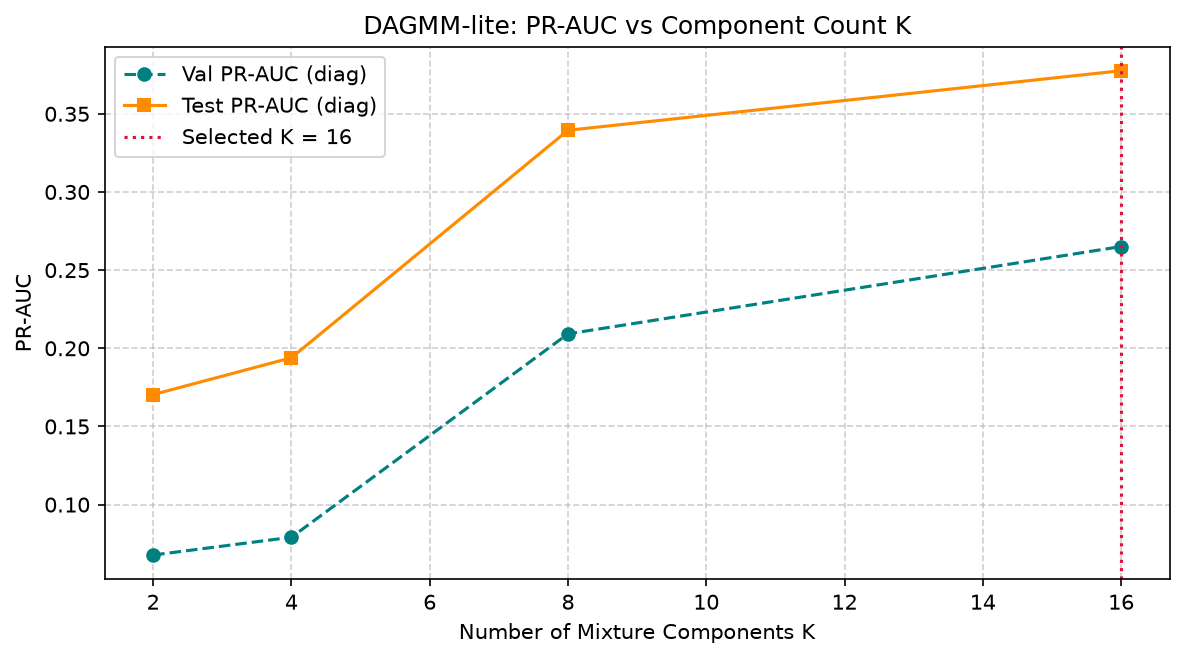 DAGMM-lite: PR-AUC vs Component Count K
Val PR-AUC (diag)
Test PR-AUC (diag)
Selected K = 16
PR-AUC
0.35
0.30
0.25
0.20
0.15
0.10
2 4 6 8 10 12 14 16
Number of Mixture Components K